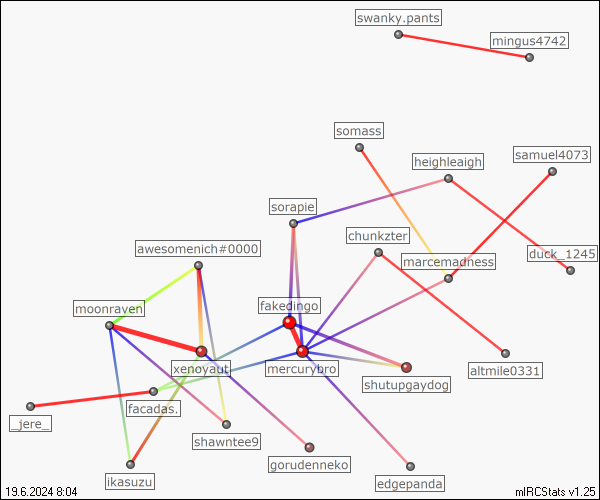 swanky.pants
mingus4742
somass
samuel4073
heighleaigh
sorapie
chunkzter
awesomenich#0000
duck_1245
marcemadness
fakedingo
moonraven
xenoyaut
mercurybro
altmile0331
shutupgaydog
facadas.
_jere_
shawntee9
gorudenneko
ikasuzu
edgepanda
19.6.2024 8:04
mIRCStats v1.25